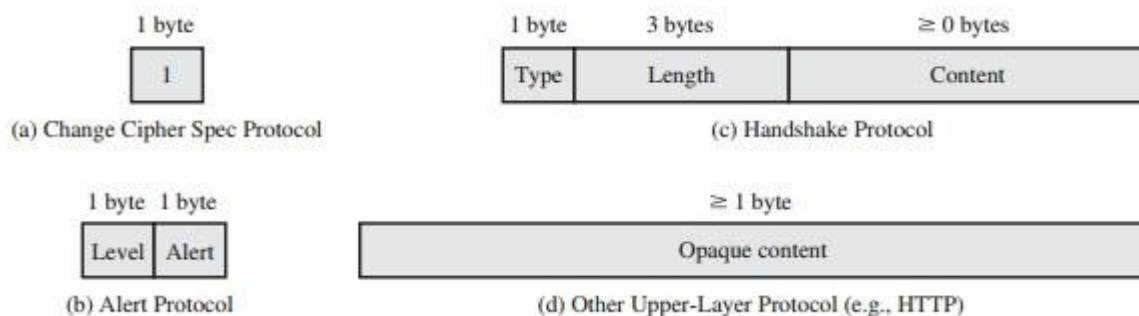 1 byte
1
(a) Change Cipher Spec Protocol
1 byte 3 bytes ≥ 0 bytes
Type Length Content
(c) Handshake Protocol
1 byte 1 byte
Level Alert
(b) Alert Protocol
≥ 1 byte
Opaque content
(d) Other Upper-Layer Protocol (e.g., HTTP)